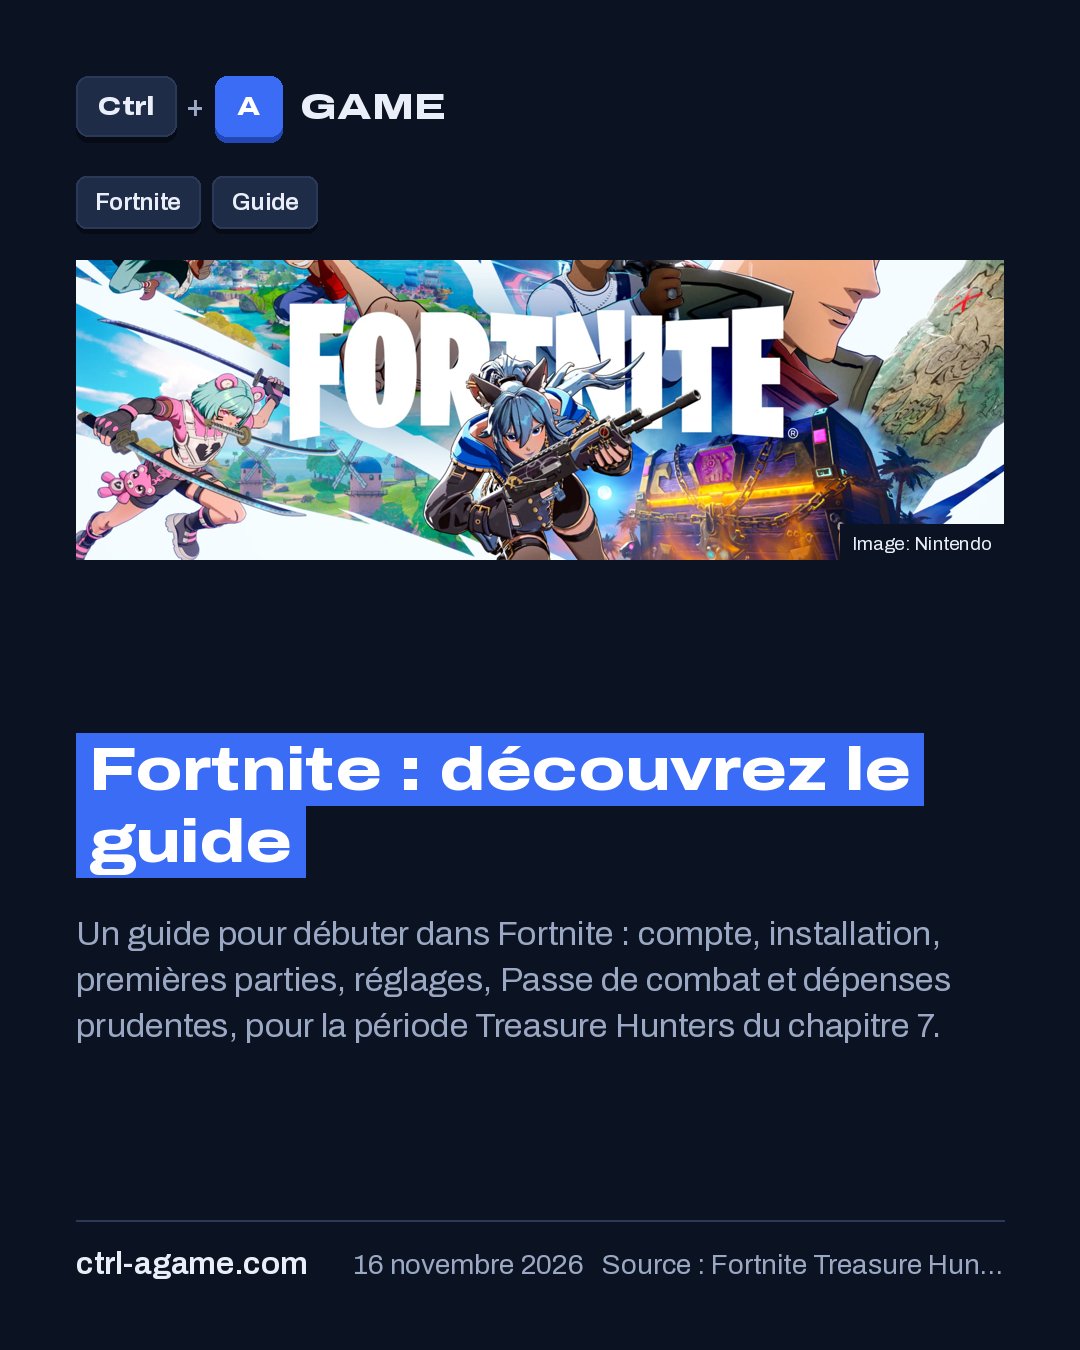 Ctrl + A GAME
Fortnite Guide
FORTNITE
®
Image: Nintendo
Fortnite : découvrez le
guide
Un guide pour débuter dans Fortnite : compte, installation,
premières parties, réglages, Passe de combat et dépenses
prudentes, pour la période Treasure Hunters du chapitre 7.
ctrl-agame.com 16 novembre 2026 Source : Fortnite Treasure Hun...